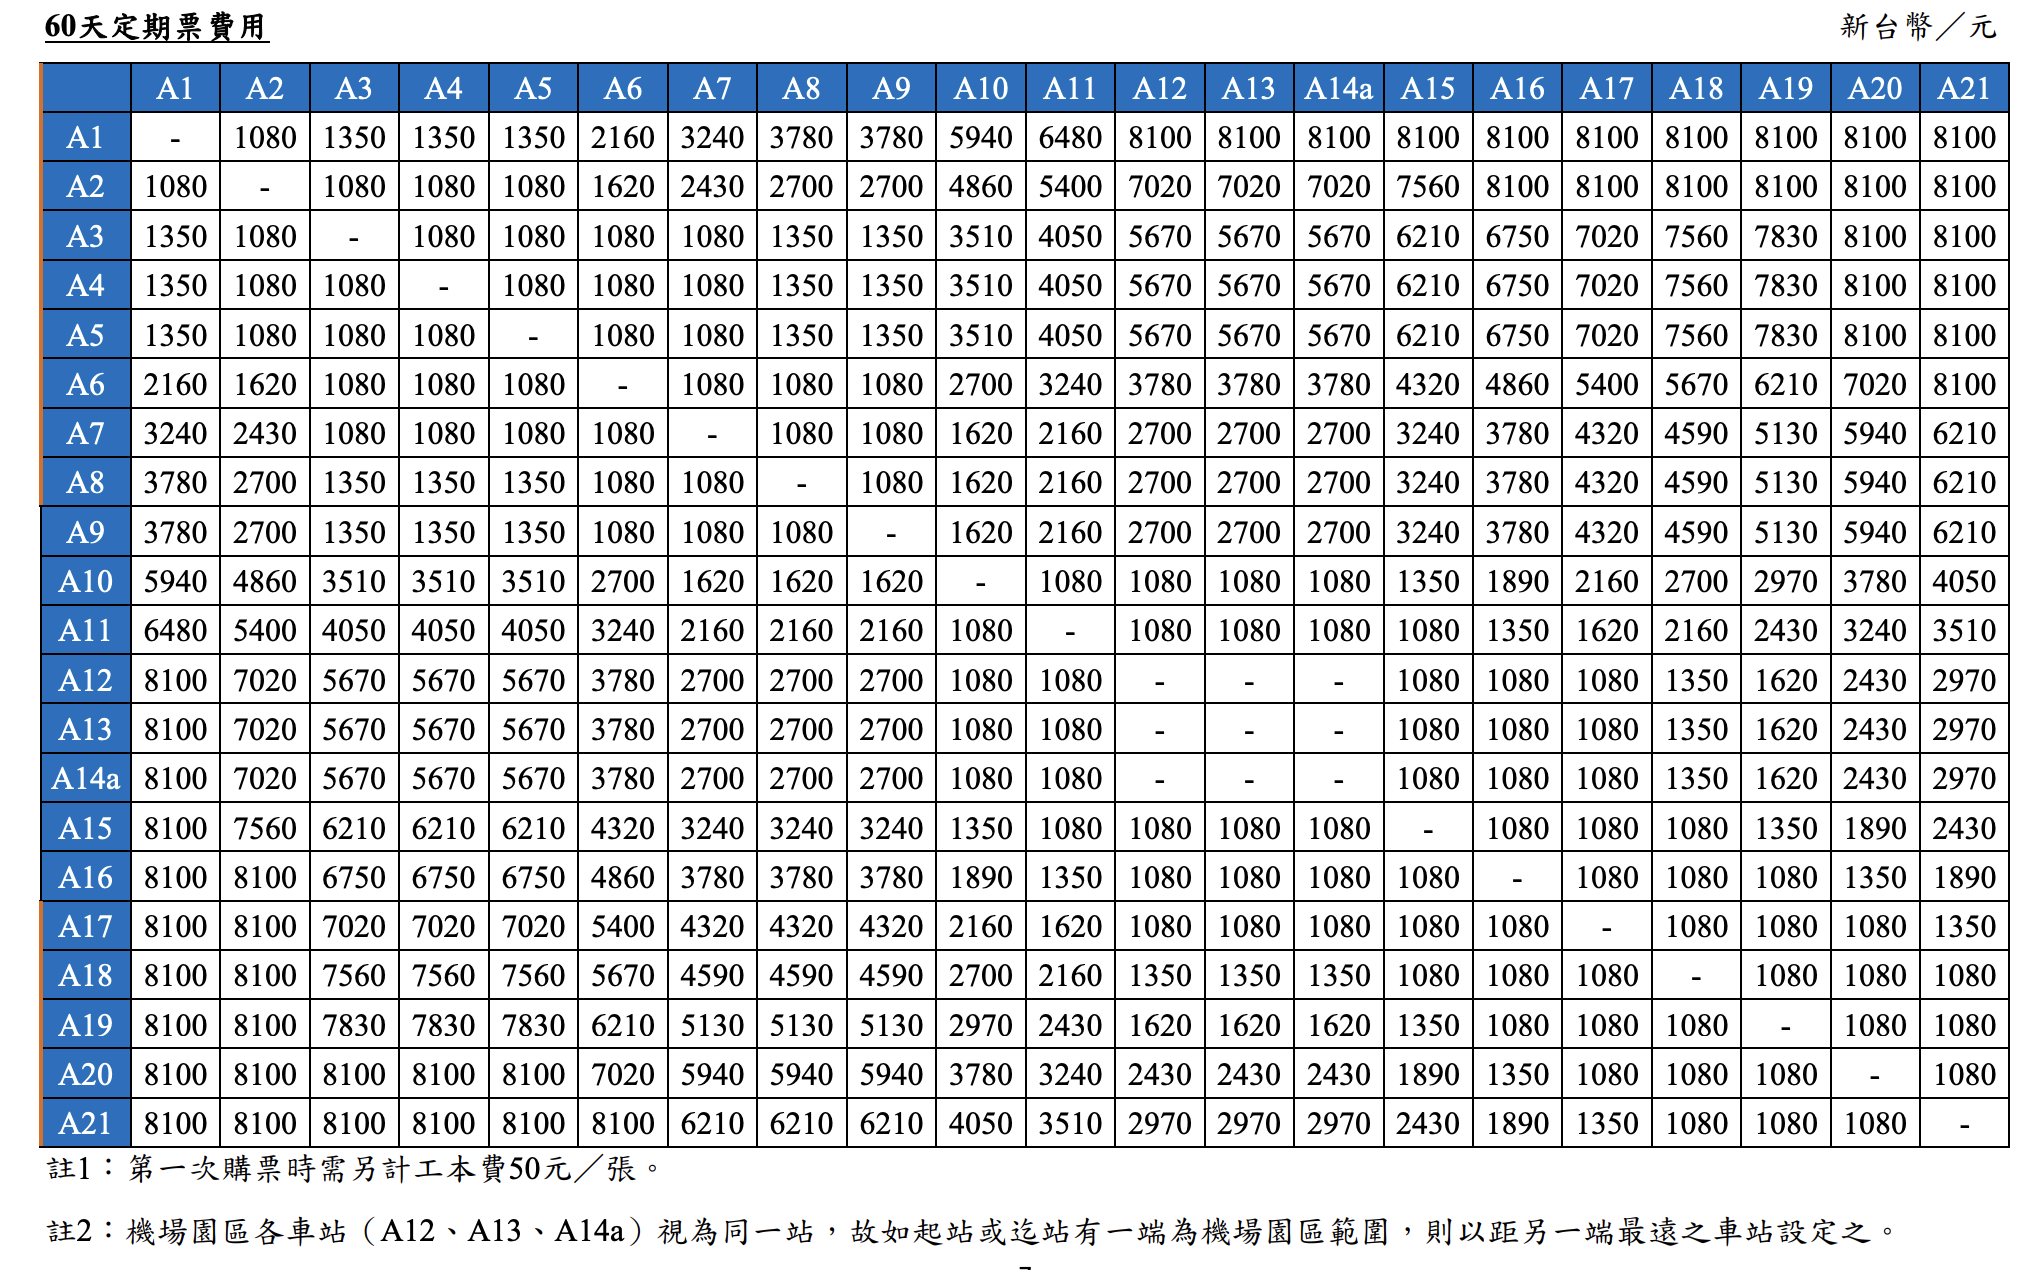 60天定期票費用 新台幣／元
A1 A2 A3 A4 A5 A6 A7 A8 A9 A10 A11 A12 A13 A14a A15 A16 A17 A18 A19 A20 A21
A1 - 1080 1350 1350 1350 2160 3240 3780 3780 5940 6480 8100 8100 8100 8100 8100 8100 8100 8100 8100 8100
A2 1080 - 1080 1080 1080 1620 2430 2700 2700 4860 5400 7020 7020 7020 7560 8100 8100 8100 8100 8100 8100
A3 1350 1080 - 1080 1080 1080 1080 1350 1350 3510 4050 5670 5670 5670 6210 6750 7020 7560 7830 8100 8100
A4 1350 1080 1080 - 1080 1080 1080 1350 1350 3510 4050 5670 5670 5670 6210 6750 7020 7560 7830 8100 8100
A5 1350 1080 1080 1080 - 1080 1080 1350 1350 3510 4050 5670 5670 5670 6210 6750 7020 7560 7830 8100 8100
A6 2160 1620 1080 1080 1080 - 1080 1080 1080 2700 3240 3780 3780 3780 4320 4860 5400 5670 6210 7020 8100
A7 3240 2430 1080 1080 1080 1080 - 1080 1080 1620 2160 2700 2700 2700 3240 3780 4320 4590 5130 5940 6210
A8 3780 2700 1350 1350 1350 1080 1080 - 1080 1620 2160 2700 2700 2700 3240 3780 4320 4590 5130 5940 6210
A9 3780 2700 1350 1350 1350 1080 1080 1080 - 1620 2160 2700 2700 2700 3240 3780 4320 4590 5130 5940 6210
A10 5940 4860 3510 3510 3510 2700 1620 1620 1620 - 1080 1080 1080 1080 1350 1890 2160 2700 2970 3780 4050
A11 6480 5400 4050 4050 4050 3240 2160 2160 2160 1080 - 1080 1080 1080 1080 1350 1620 2160 2430 3240 3510
A12 8100 7020 5670 5670 5670 3780 2700 2700 2700 1080 1080 - - - 1080 1080 1080 1350 1620 2430 2970
A13 8100 7020 5670 5670 5670 3780 2700 2700 2700 1080 1080 - - - 1080 1080 1080 1350 1620 2430 2970
A14a 8100 7020 5670 5670 5670 3780 2700 2700 2700 1080 1080 - - - 1080 1080 1080 1350 1620 2430 2970
A15 8100 7560 6210 6210 6210 4320 3240 3240 3240 1350 1080 1080 1080 1080 - 1080 1080 1080 1350 1890 2430
A16 8100 8100 6750 6750 6750 4860 3780 3780 3780 1890 1350 1080 1080 1080 1080 - 1080 1080 1080 1350 1890
A17 8100 8100 7020 7020 7020 5400 4320 4320 4320 2160 1620 1080 1080 1080 1080 1080 - 1080 1080 1080 1350
A18 8100 8100 7560 7560 7560 5670 4590 4590 4590 2700 2160 1350 1350 1350 1080 1080 1080 - 1080 1080 1080
A19 8100 8100 7830 7830 7830 6210 5130 5130 5130 2970 2430 1620 1620 1620 1350 1080 1080 1080 - 1080 1080
A20 8100 8100 8100 8100 8100 7020 5940 5940 5940 3780 3240 2430 2430 2430 1890 1350 1080 1080 1080 - 1080
A21 8100 8100 8100 8100 8100 8100 6210 6210 6210 4050 3510 2970 2970 2970 2430 1890 1350 1080 1080 1080 -
註1：第一次購票時需另計工本費50元／張。
註2：機場園區各車站（A12、A13、A14a）視為同一站，故如起站或迄站有一端為機場園區範圍，則以距另一端最遠之車站設定之。